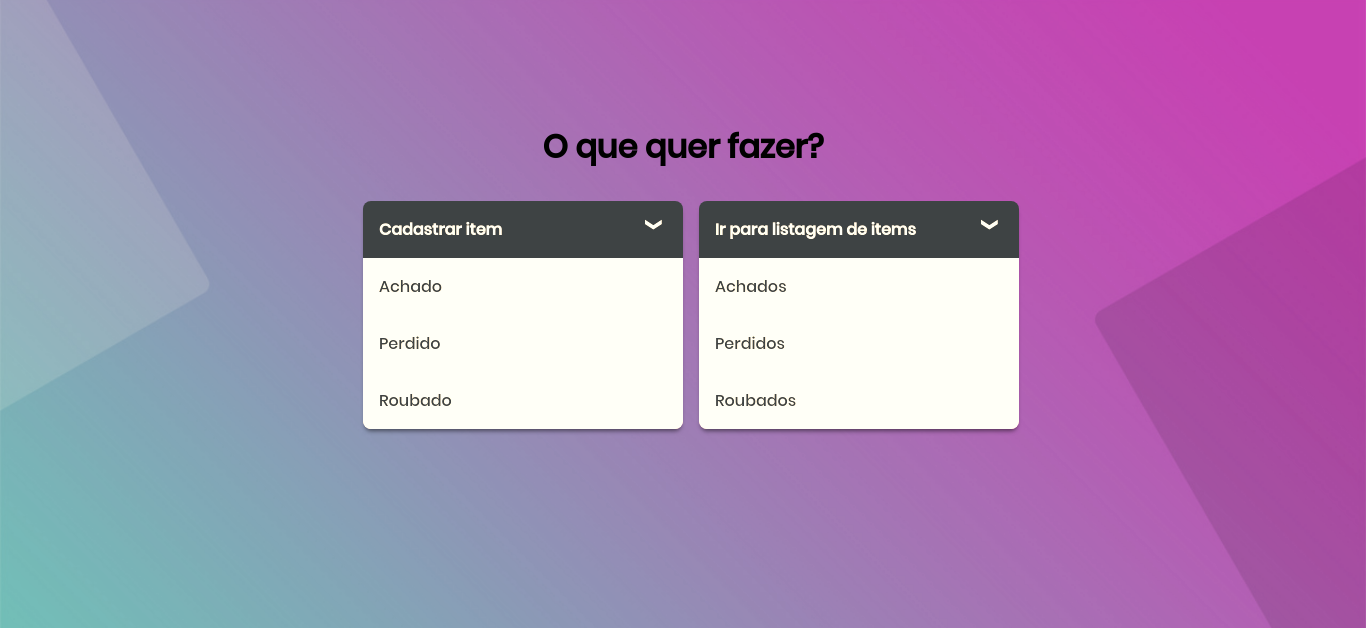 O que quer fazer?
Cadastrar item
Achado
Perdido
Roubado
Ir para listagem de items
Achados
Perdidos
Roubados